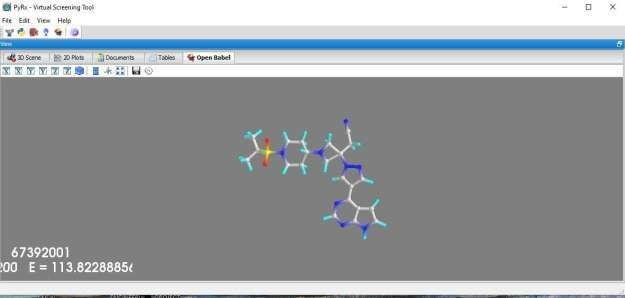 PyRx - Virtual Screening Tool
File Edit View Help
View
3D Scene 2D Plots Documents Tables Open Babel
X X Y Y Z Z
67392001
200 E = 113.8228856